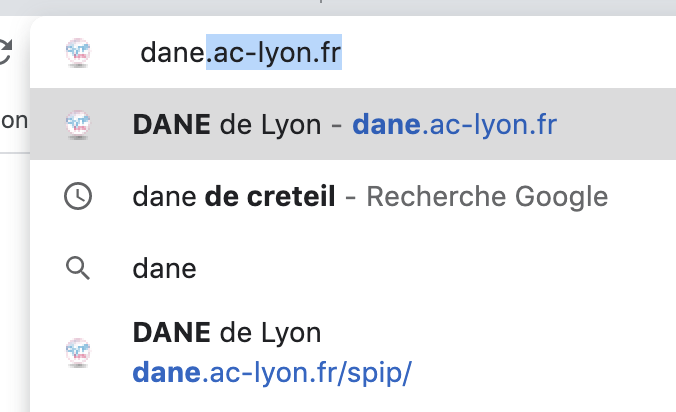 dane.ac-lyon.fr
on
DANE de Lyon - dane.ac-lyon.fr
dane de creteil - Recherche Google
dane
DANE de Lyon
dane.ac-lyon.fr/spip/